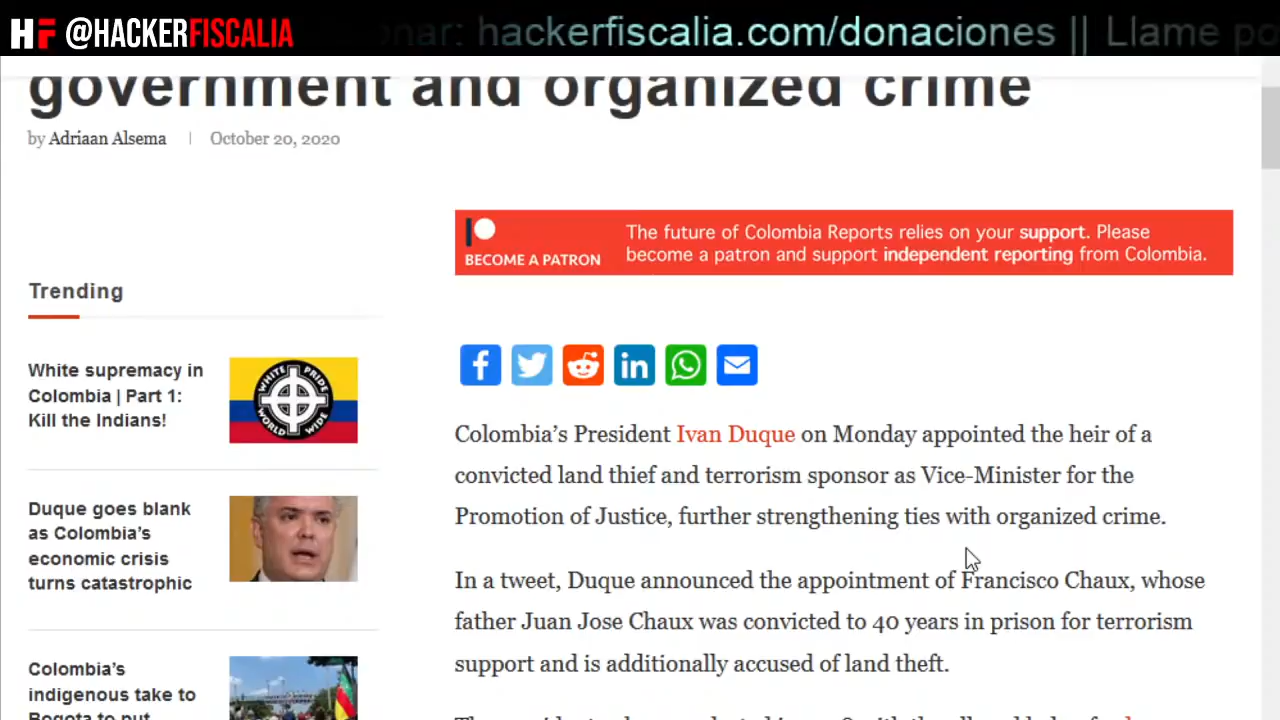 HF @HACKERFISCALIA
nar: hackerfiscalia.com/donaciones || Llame po
government and organized crime
by Adriaan Alsema | October 20, 2020
BECOME A PATRON
The future of Colombia Reports relies on your support. Please
become a patron and support independent reporting from Colombia.
Trending
White supremacy in
Colombia | Part 1:
Kill the Indians!
WHITE PRIDE
WORLD WIDE
Duque goes blank
as Colombia's
economic crisis
turns catastrophic
Colombia's
indigenous take to
Bogota to put
Colombia’s President Ivan Duque on Monday appointed the heir of a
convicted land thief and terrorism sponsor as Vice-Minister for the
Promotion of Justice, further strengthening ties with organized crime.
In a tweet, Duque announced the appointment of Francisco Chaux, whose
father Juan Jose Chaux was convicted to 40 years in prison for terrorism
support and is additionally accused of land theft.